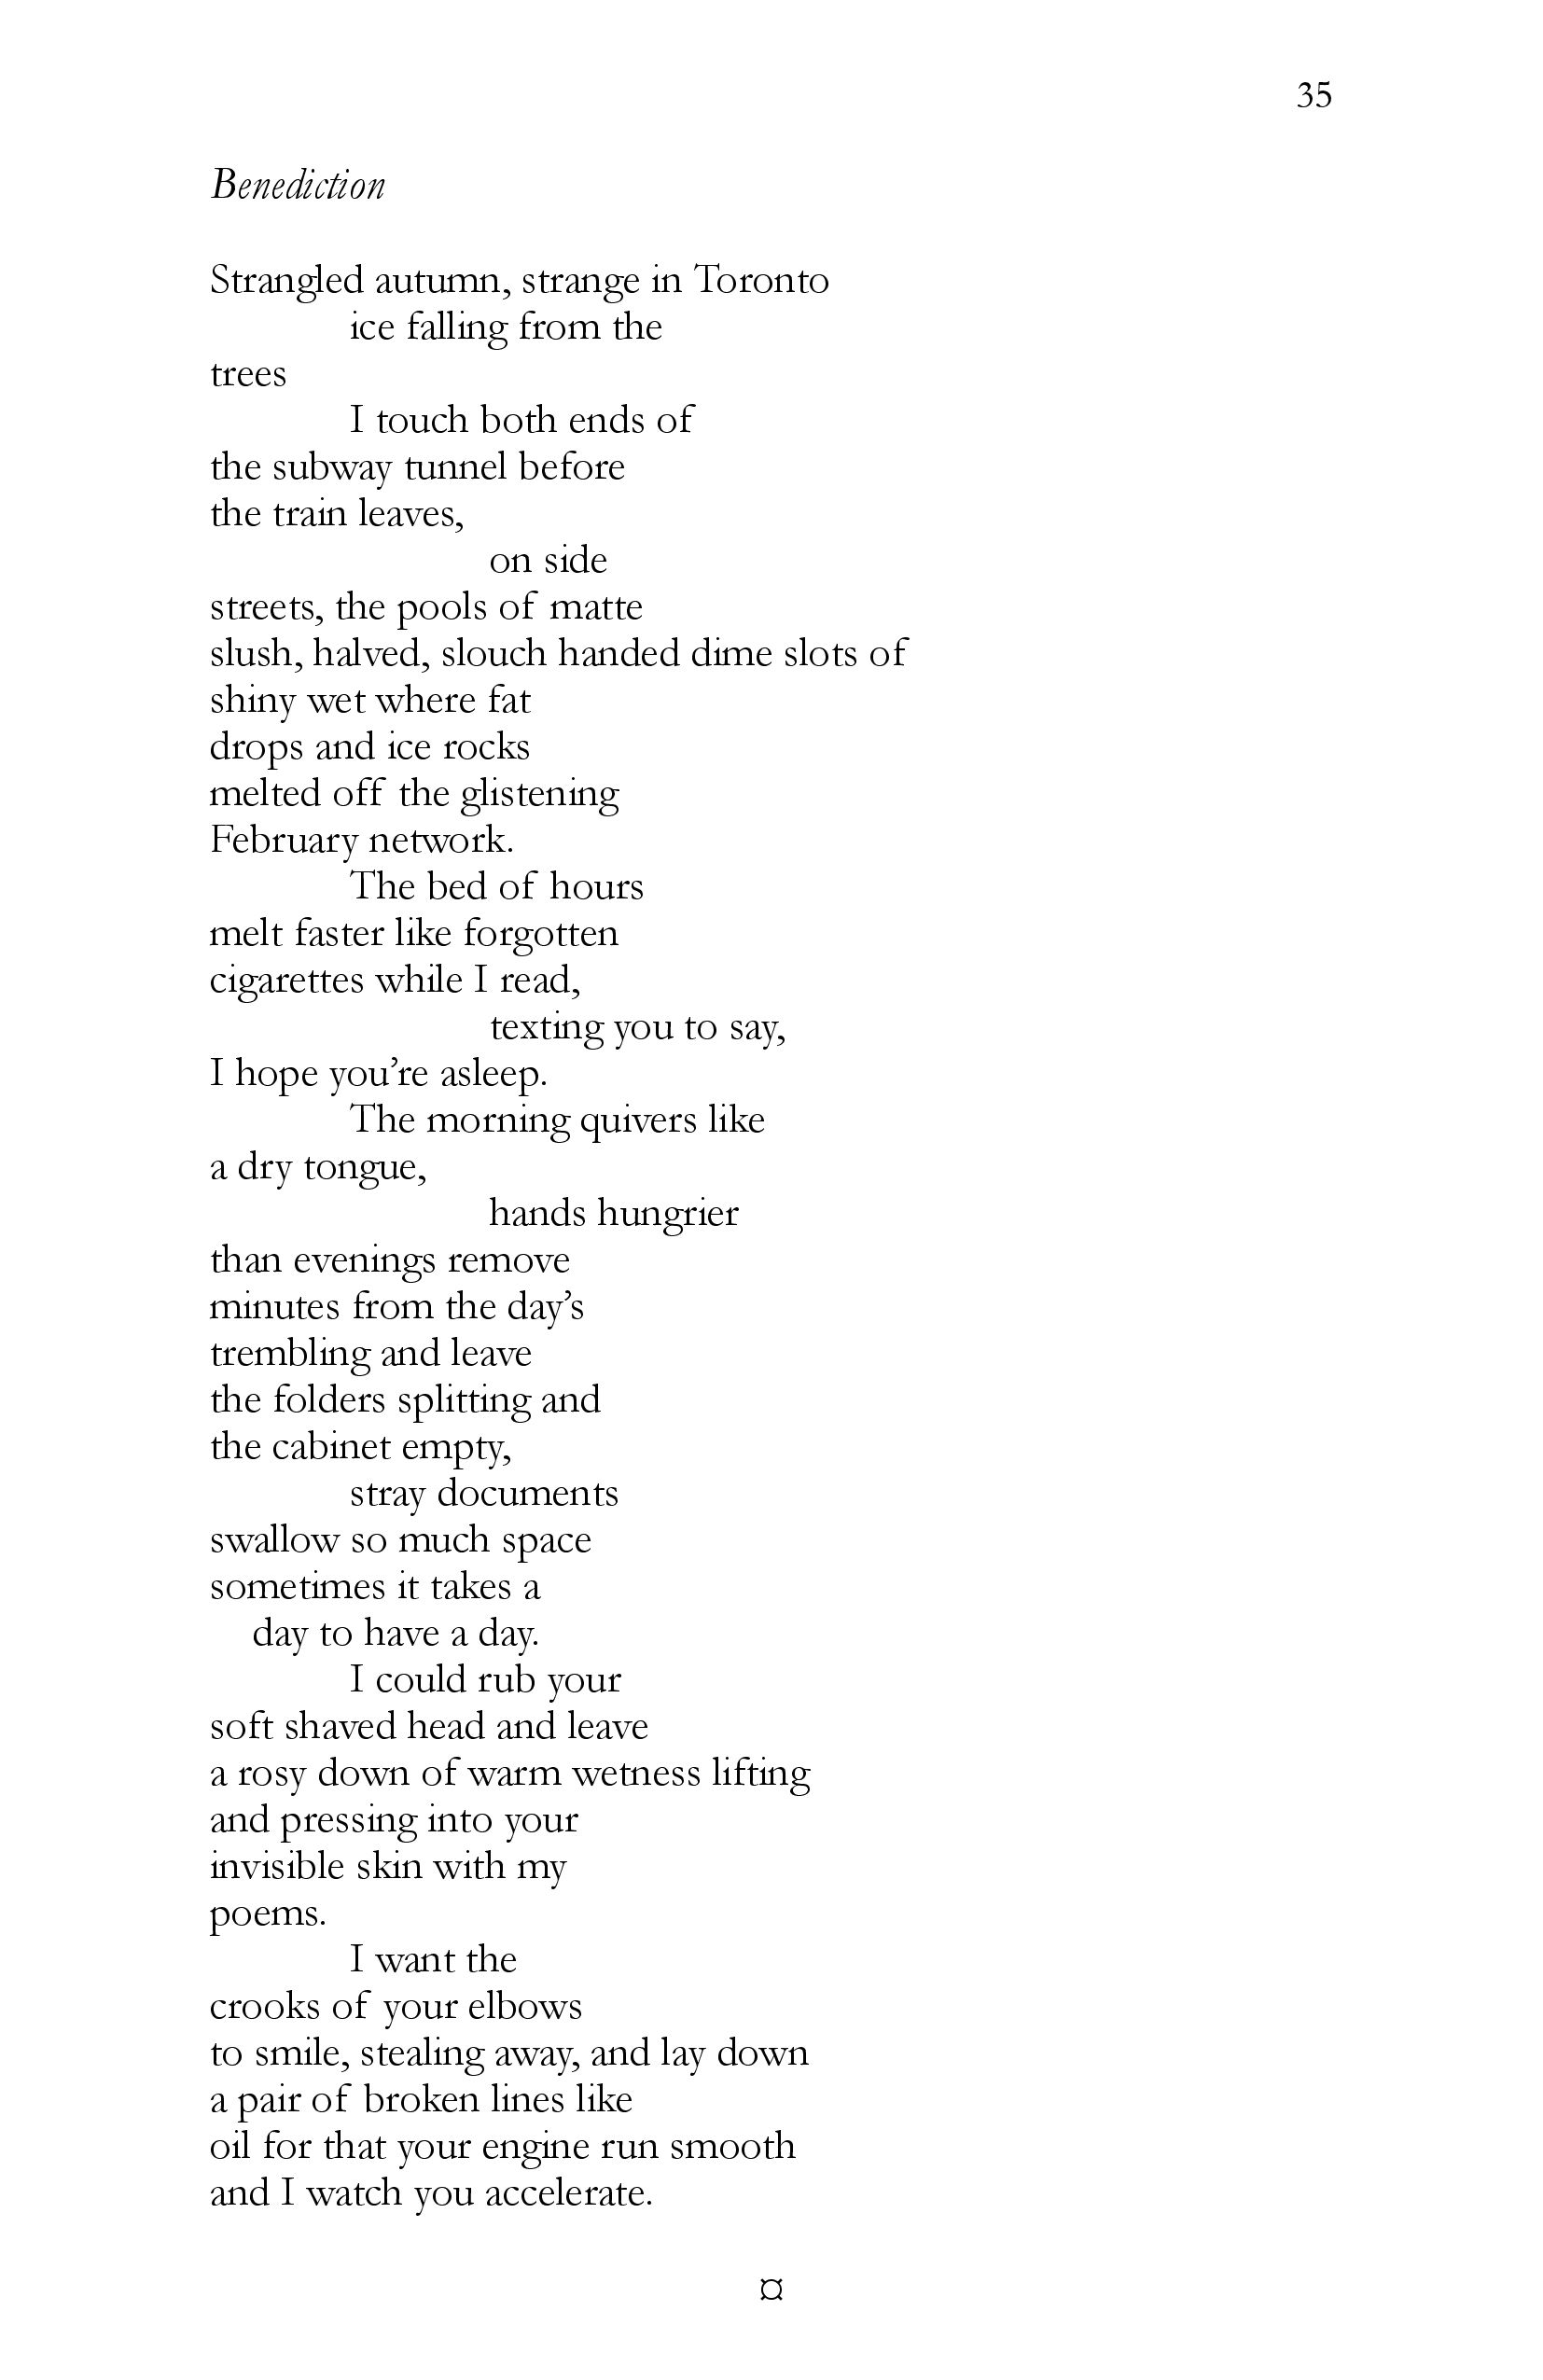 35
Benediction
Strangled autumn, strange in Toronto
ice falling from the
trees
I touch both ends of
the subway tunnel before
the train leaves,
on side
streets, the pools of matte
slush, halved, slouch handed dime slots of
shiny wet where fat
drops and ice rocks
melted off the glistening
February network.
The bed of hours
melt faster like forgotten
cigarettes while I read,
texting you to say,
I hope you’re asleep.
The morning quivers like
a dry tongue,
hands hungrier
than evenings remove
minutes from the day’s
trembling and leave
the folders splitting and
the cabinet empty,
stray documents
swallow so much space
sometimes it takes a
day to have a day.
I could rub your
soft shaved head and leave
a rosy down of warm wetness lifting
and pressing into your
invisible skin with my
poems.
I want the
crooks of your elbows
to smile, stealing away, and lay down
a pair of broken lines like
oil for that your engine run smooth
and I watch you accelerate.
¤